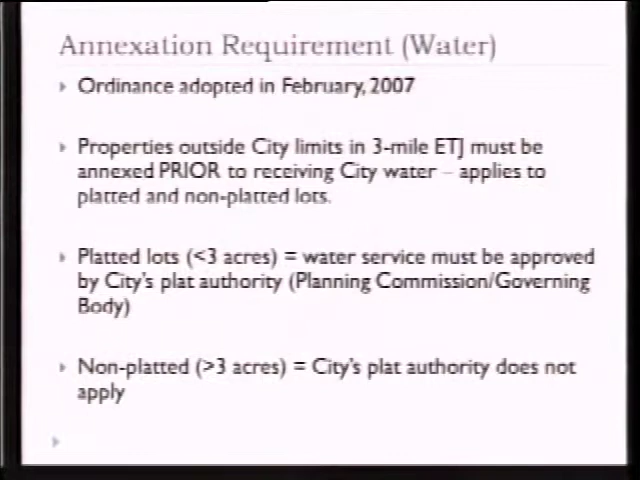 Annexation Requirement (Water)
Ordinance adopted in February, 2007
Properties outside City limits in 3-mile ETJ must be
annexed PRIOR to receiving City water – applies to
platted and non-platted lots.
Platted lots (<3 acres) = water service must be approved
by City's plat authority (Planning Commission/Governing
Body)
Non-platted (>3 acres) = City's plat authority does not
apply